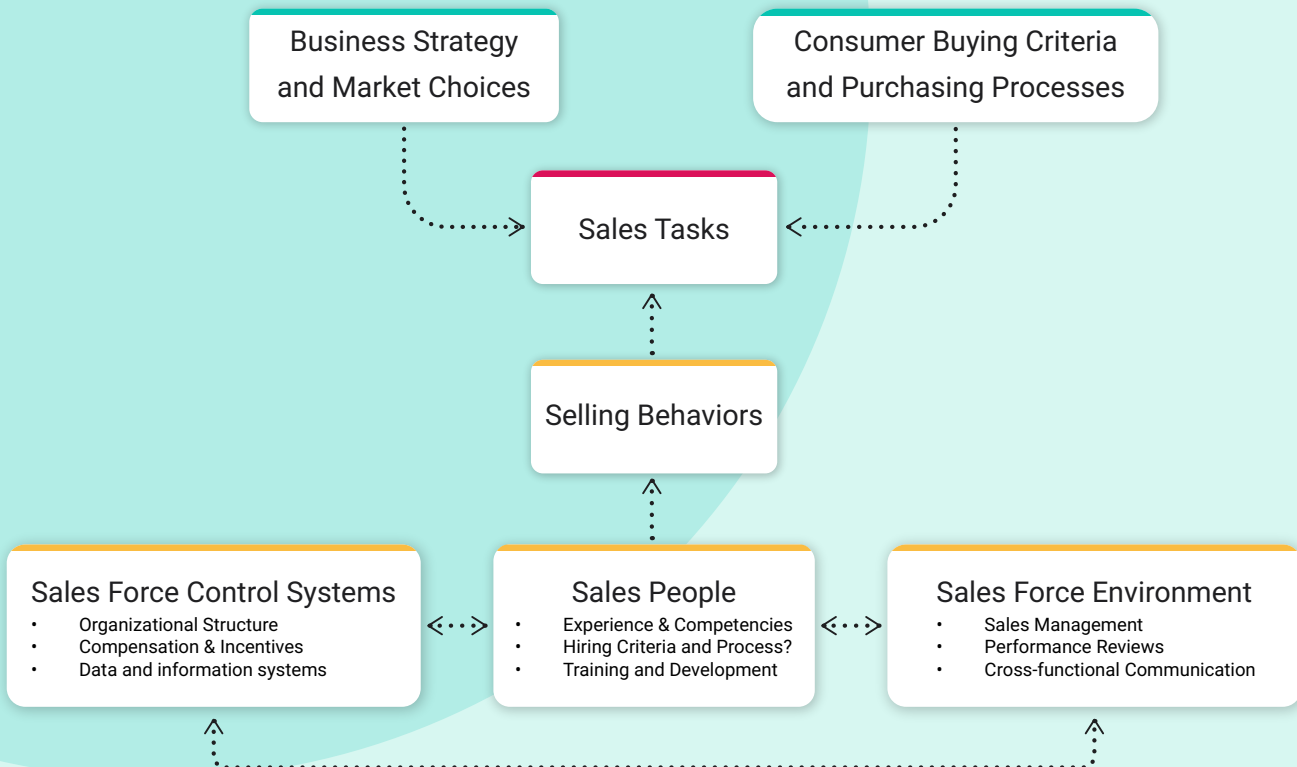 Business Strategy
and Market Choices
Consumer Buying Criteria
and Purchasing Processes
Sales Tasks
Selling Behaviors
Sales Force Control Systems
• Organizational Structure
• Compensation & Incentives
• Data and information systems
Sales People
• Experience & Competencies
• Hiring Criteria and Process?
• Training and Development
Sales Force Environment
• Sales Management
• Performance Reviews
• Cross-functional Communication